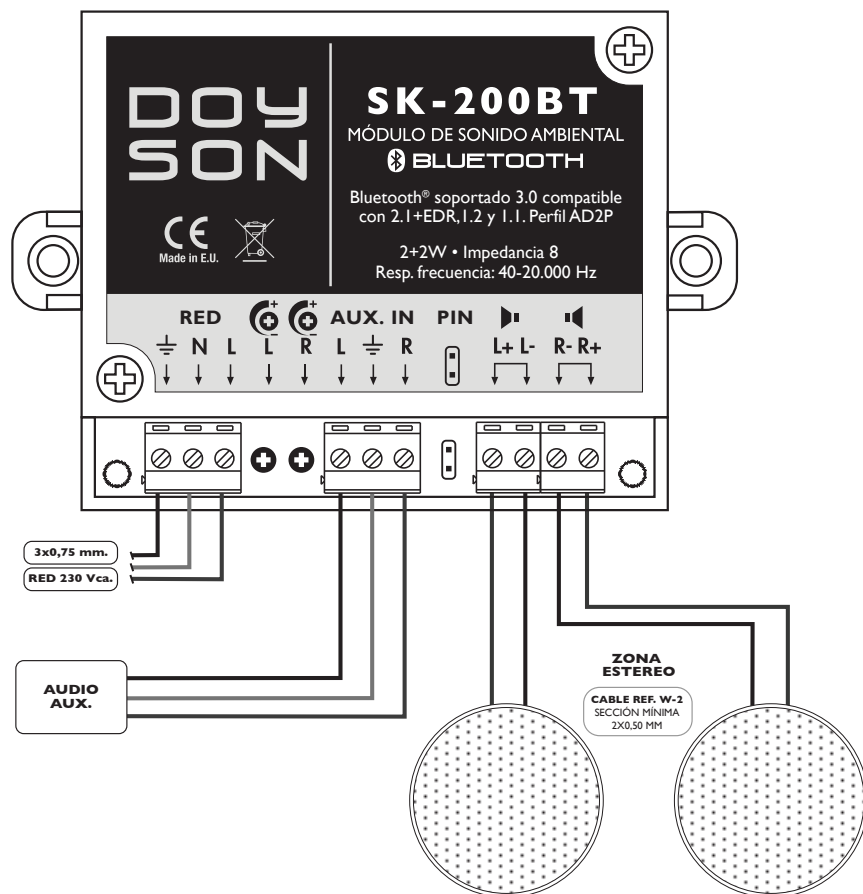 DOY
SON
CE
Made in E.U.
SK-200BT
MÓDULO DE SONIDO AMBIENTAL
BLUETOOTH
Bluetooth® soportado 3.0 compatible
con 2.1+EDR,1.2 y 1.1. Perfil AD2P
2+2W • Impedancia 8
Resp. frecuencia: 40-20.000 Hz
RED + + AUX. IN PIN
- -
N L L R L R L+ L- R- R+
3x0,75 mm.
RED 230 Vca.
AUDIO
AUX.
ZONA
ESTEREO
CABLE REF. W-2
SECCIÓN MÍNIMA
2X0,50 MM